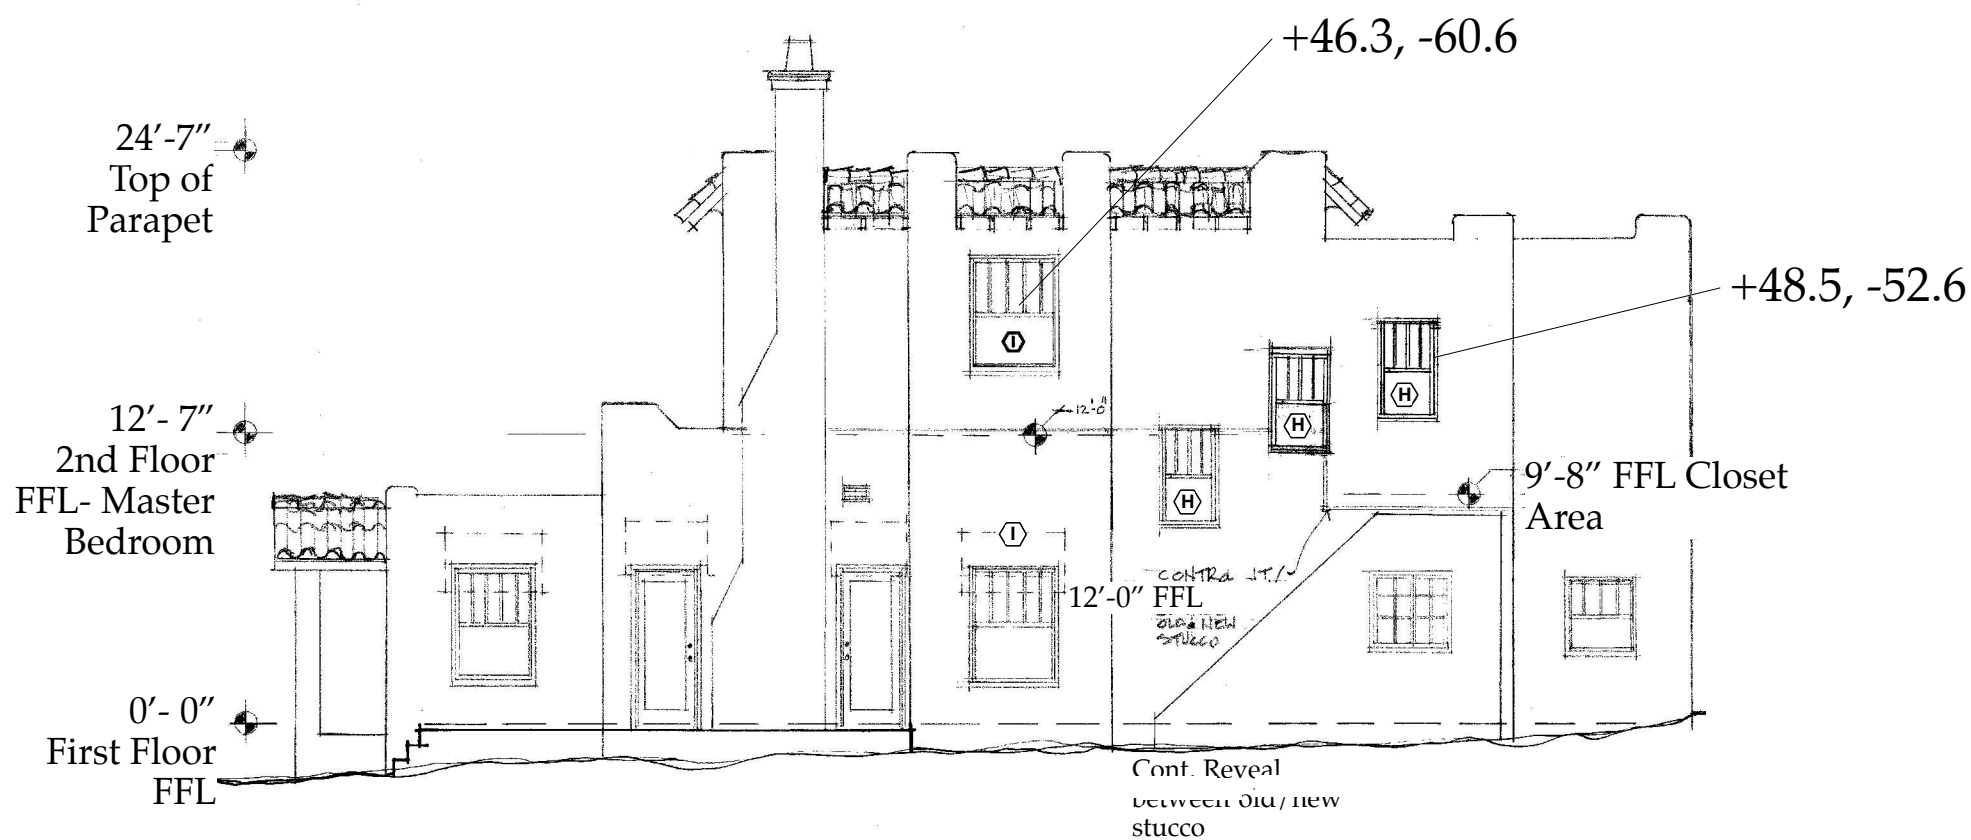 +46.3, -60.6
24'-7"
Top of
Parapet
+48.5, -52.6
I
H
H
H
I
12'- 7"
2nd Floor
FFL- Master
Bedroom
12'-0"
9'-8" FFL Closet
Area
CONTROL JT.
12'-0" FFL
OLD & NEW
STUCCO
0'- 0"
First Floor
FFL
Cont. Reveal
between old/new
stucco